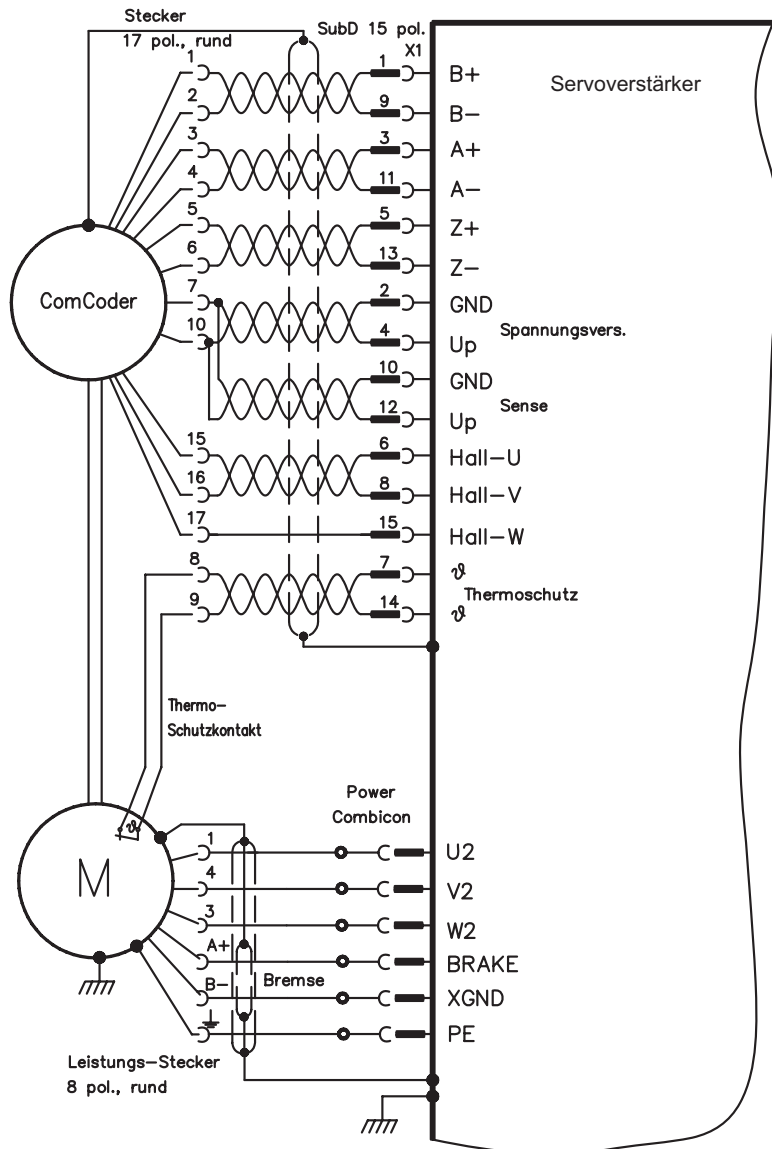 Stecker
17 pol., rund
SubD 15 pol.
X1
Servoverstärker
1 1 B+
2 9 B-
3 3 A+
4 11 A-
5 5 Z+
6 13 Z-
ComCoder
7 2 GND
Spannungsvers.
10 4 Up
10 GND
Sense
12 Up
15 6 Hall-U
16 8 Hall-V
17 15 Hall-W
8 7 ϑ
Thermoschutz
9 14 ϑ
Thermo-
Schutzkontakt
Power
Combicon
ϑ
M
1 U2
4 V2
3 W2
A+ BRAKE
Bremse
B- XGND
PE
Leistungs-Stecker
8 pol., rund